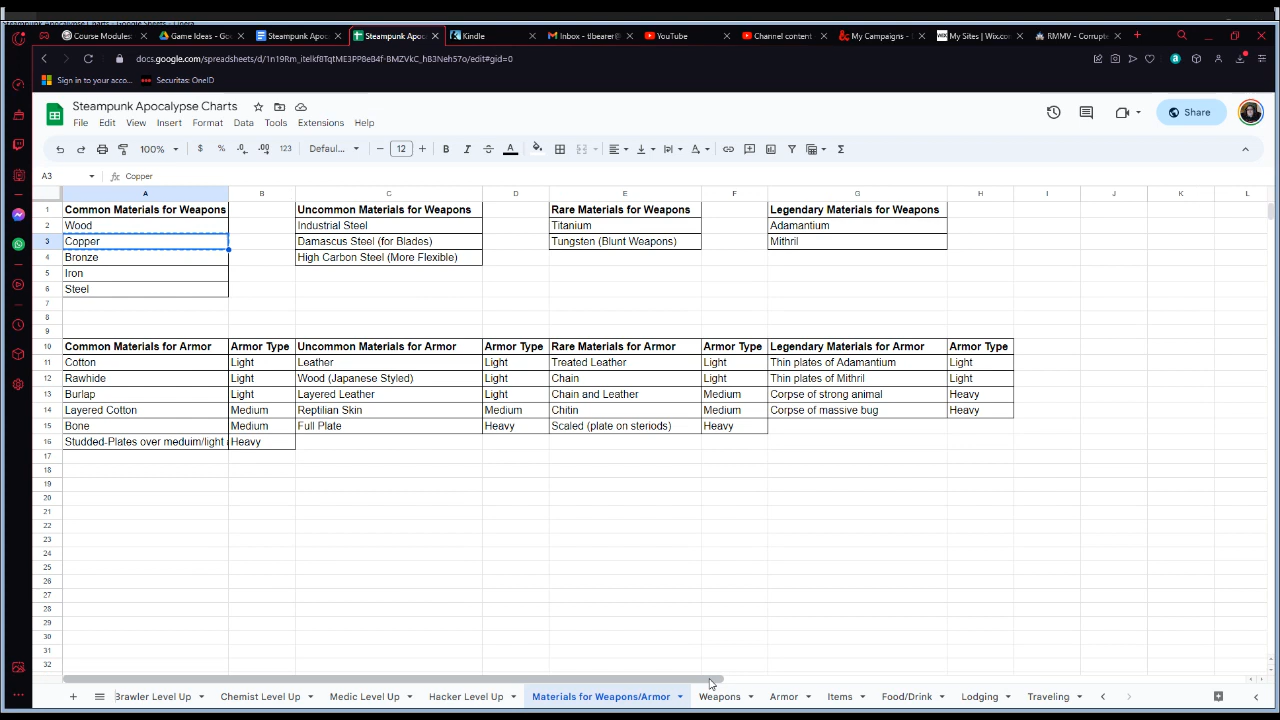 Steampunk Apocalypse Charts - Google Sheets - Opera
Course Modules: Game Ideas - Goo Steampunk Apoc Steampunk Apoc Kindle Inbox - tbearer@ YouTube Channel content My Campaigns - My Sites | Wix.com RMMV - Corrupt
docs.google.com/spreadsheets/d/
Sign in to your acco... Securitas: OneID
Steampunk Apocalypse Charts
Share
File Edit View Insert Format Data Tools Extensions Help
100% $ % .0 .00 123 Defaul... 12 B I A
A3 Copper
A B C D E F G H I J K L
1 Common Materials for Weapons Uncommon Materials for Weapons Rare Materials for Weapons Legendary Materials for Weapons
2 Wood Industrial Steel Titanium Adamantium
3 Copper Damascus Steel (for Blades) Tungsten (Blunt Weapons) Mithril
4 Bronze High Carbon Steel (More Flexible)
5 Iron
6 Steel
7
8
9
10 Common Materials for Armor Armor Type Uncommon Materials for Armor Armor Type Rare Materials for Armor Armor Type Legendary Materials for Armor Armor Type
11 Cotton Light Leather Light Treated Leather Light Thin plates of Adamantium Light
12 Rawhide Light Wood (Japanese Styled) Light Chain Light Thin plates of Mithril Light
13 Burlap Light Layered Leather Light Chain and Leather Medium Corpse of strong animal Heavy
14 Layered Cotton Medium Reptilian Skin Medium Chitin Medium Corpse of massive bug Heavy
15 Bone Medium Full Plate Heavy Scaled (plate on steriods) Heavy
16 Studded-Plates over meduim/light Heavy
17
18
19
20
21
22
23
24
25
26
27
28
29
30
31
32
Brawler Level Up Chemist Level Up Medic Level Up Hacker Level Up Materials for Weapons/Armor Weapons Armor Items Food/Drink Lodging Traveling